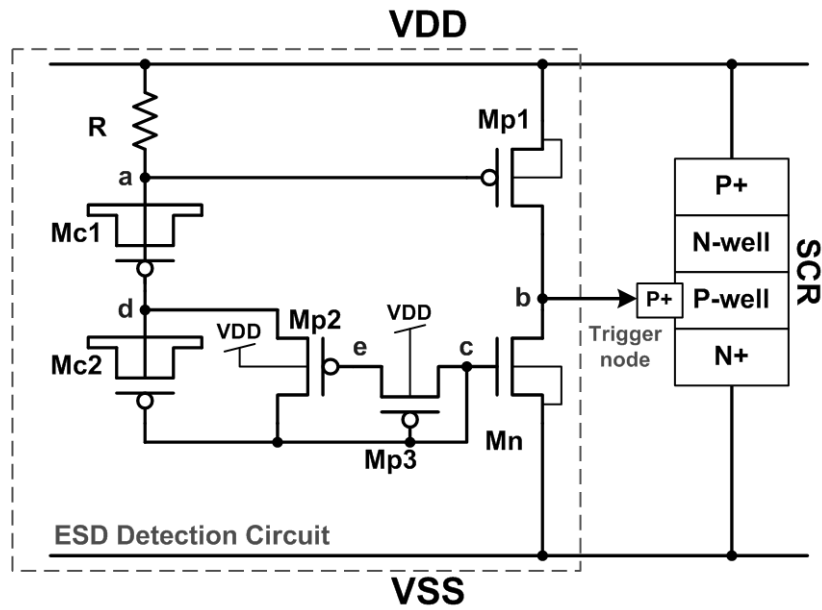 VDD
R
Mp1
a
P+
Mc1
N-well
SCR
d
VDD
Mp2
VDD
b
P+
P-well
e
c
Trigger
node
Mc2
N+
Mp3
Mn
ESD Detection Circuit
VSS